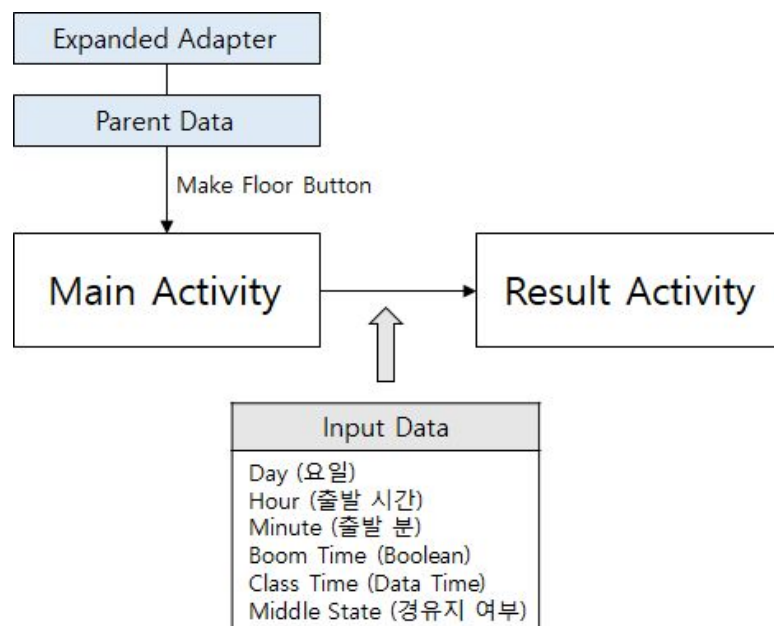 Expanded Adapter
Parent Data
Make Floor Button
Main Activity
Result Activity
Input Data
Day (요일)
Hour (출발 시간)
Minute (출발 분)
Boom Time (Boolean)
Class Time (Data Time)
Middle State (경유지 여부)